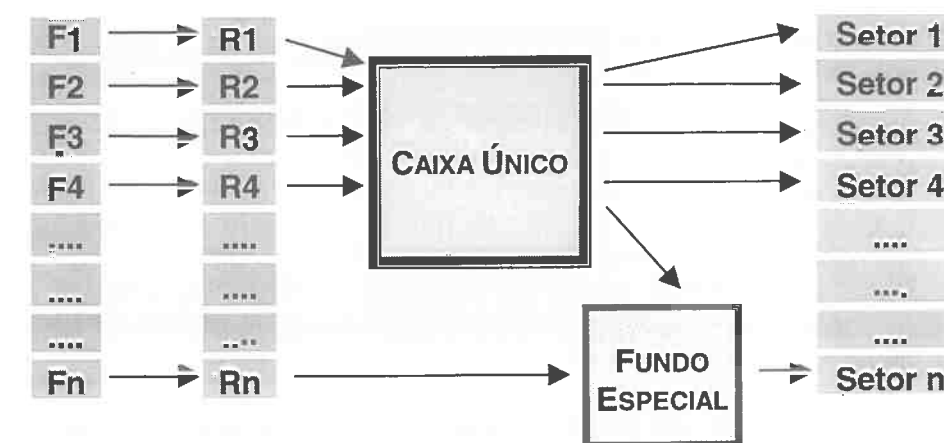 F1 R1 Setor 1
F2 R2 Setor 2
F3 R3 Setor 3
CAIXA ÚNICO
F4 R4 Setor 4
.... .... ....
.... .... ....
.... .... ....
FUNDO
Fn Rn Setor n
ESPECIAL